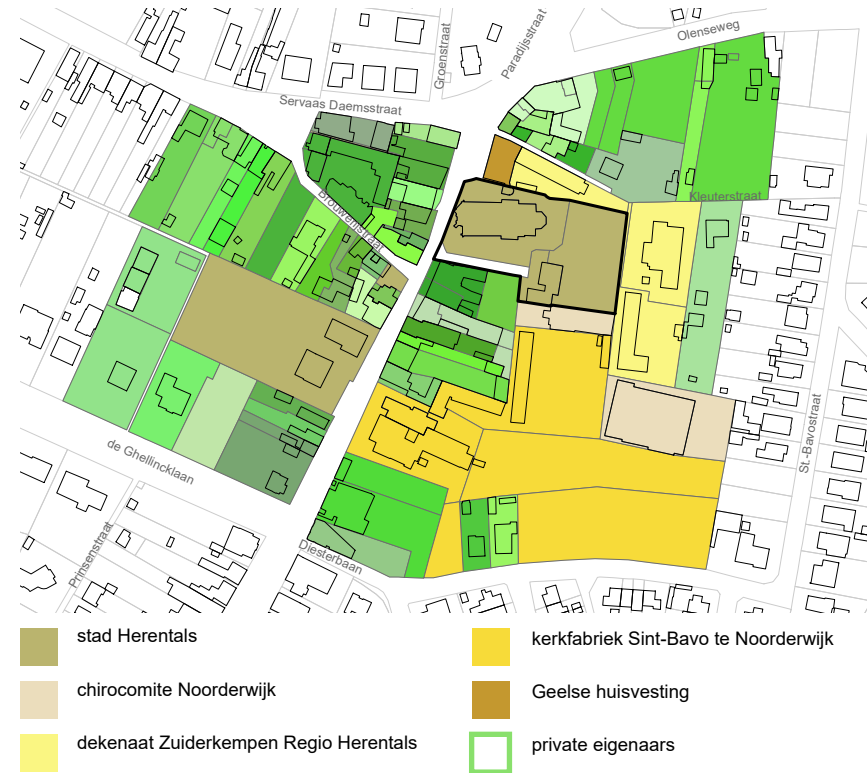 Olenseweg
Paradijsstraat
Groenstraat
Servaas Daemsstraat
Kleuterstraat
Brouwerijstraat
St.-Bavostraat
de Ghellincklaan
Prinsenstraat
Diesterbaan
stad Herentals
chirocomite Noorderwijk
dekenaat Zuiderkempen Regio Herentals
kerkfabriek Sint-Bavo te Noorderwijk
Geelse huisvesting
private eigenaars